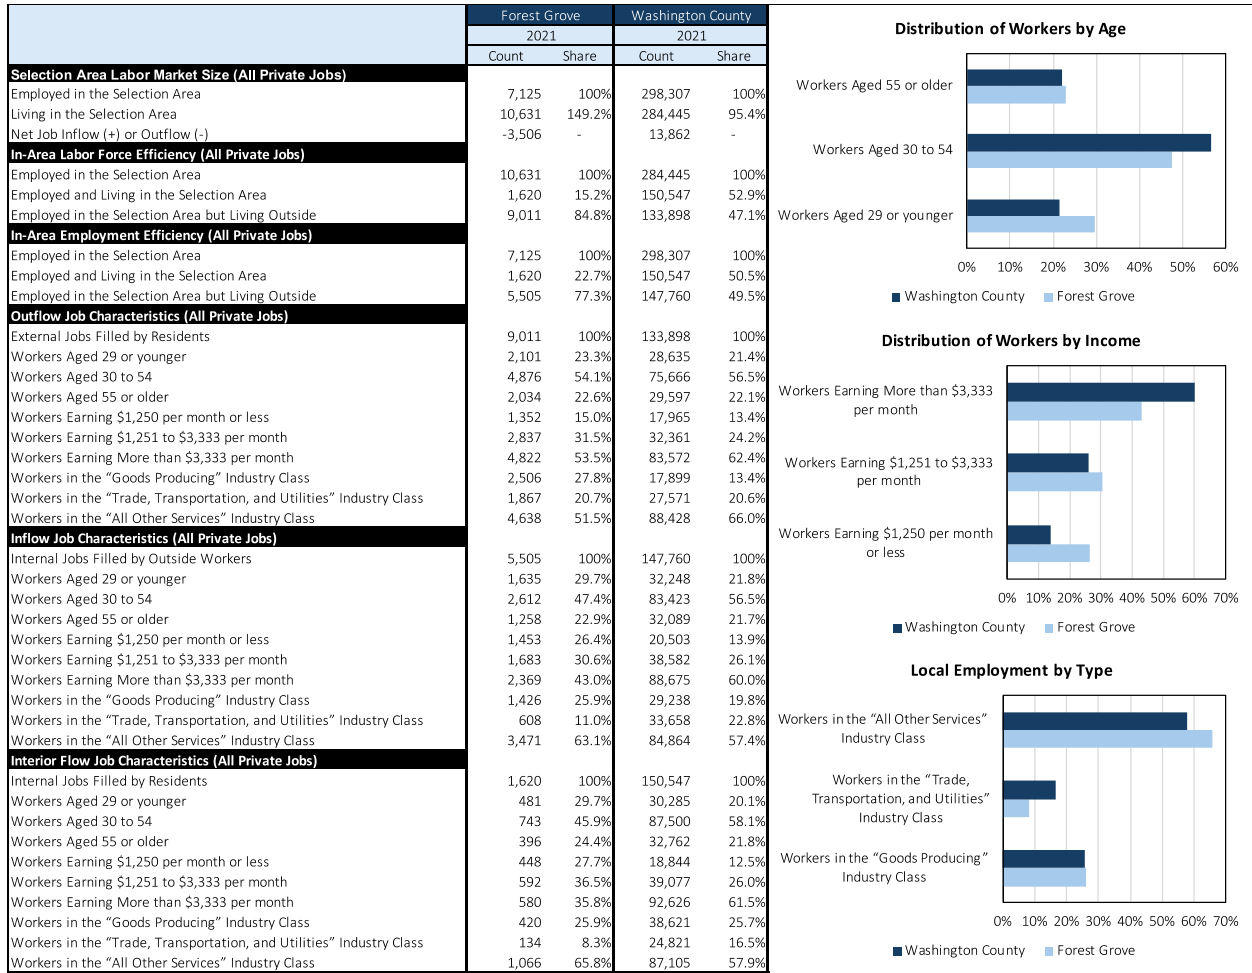 Forest Grove Washington County
2021 2021
Count Share Count Share
Selection Area Labor Market Size (All Private Jobs)
Employed in the Selection Area 7,125 100% 298,307 100%
Living in the Selection Area 10,631 149.2% 284,445 95.4%
Net Job Inflow (+) or Outflow (-) -3,506 - 13,862 -
In-Area Labor Force Efficiency (All Private Jobs)
Employed in the Selection Area 10,631 100% 284,445 100%
Employed and Living in the Selection Area 1,620 15.2% 150,547 52.9%
Employed in the Selection Area but Living Outside 9,011 84.8% 133,898 47.1%
In-Area Employment Efficiency (All Private Jobs)
Employed in the Selection Area 7,125 100% 298,307 100%
Employed and Living in the Selection Area 1,620 22.7% 150,547 50.5%
Employed in the Selection Area but Living Outside 5,505 77.3% 147,760 49.5%
Outflow Job Characteristics (All Private Jobs)
External Jobs Filled by Residents 9,011 100% 133,898 100%
Workers Aged 29 or younger 2,101 23.3% 28,635 21.4%
Workers Aged 30 to 54 4,876 54.1% 75,666 56.5%
Workers Aged 55 or older 2,034 22.6% 29,597 22.1%
Workers Earning $1,250 per month or less 1,352 15.0% 17,965 13.4%
Workers Earning $1,251 to $3,333 per month 2,837 31.5% 32,361 24.2%
Workers Earning More than $3,333 per month 4,822 53.5% 83,572 62.4%
Workers in the “Goods Producing” Industry Class 2,506 27.8% 17,899 13.4%
Workers in the “Trade, Transportation, and Utilities” Industry Class 1,867 20.7% 27,571 20.6%
Workers in the “All Other Services” Industry Class 4,638 51.5% 88,428 66.0%
Inflow Job Characteristics (All Private Jobs)
Internal Jobs Filled by Outside Workers 5,505 100% 147,760 100%
Workers Aged 29 or younger 1,635 29.7% 32,248 21.8%
Workers Aged 30 to 54 2,612 47.4% 83,423 56.5%
Workers Aged 55 or older 1,258 22.9% 32,089 21.7%
Workers Earning $1,250 per month or less 1,453 26.4% 20,503 13.9%
Workers Earning $1,251 to $3,333 per month 1,683 30.6% 38,582 26.1%
Workers Earning More than $3,333 per month 2,369 43.0% 88,675 60.0%
Workers in the “Goods Producing” Industry Class 1,426 25.9% 29,238 19.8%
Workers in the “Trade, Transportation, and Utilities” Industry Class 608 11.0% 33,658 22.8%
Workers in the “All Other Services” Industry Class 3,471 63.1% 84,864 57.4%
Interior Flow Job Characteristics (All Private Jobs)
Internal Jobs Filled by Residents 1,620 100% 150,547 100%
Workers Aged 29 or younger 481 29.7% 30,285 20.1%
Workers Aged 30 to 54 743 45.9% 87,500 58.1%
Workers Aged 55 or older 396 24.4% 32,762 21.8%
Workers Earning $1,250 per month or less 448 27.7% 18,844 12.5%
Workers Earning $1,251 to $3,333 per month 592 36.5% 39,077 26.0%
Workers Earning More than $3,333 per month 580 35.8% 92,626 61.5%
Workers in the “Goods Producing” Industry Class 420 25.9% 38,621 25.7%
Workers in the “Trade, Transportation, and Utilities” Industry Class 134 8.3% 24,821 16.5%
Workers in the “All Other Services” Industry Class 1,066 65.8% 87,105 57.9%
Distribution of Workers by Age
Workers Aged 55 or older
Workers Aged 30 to 54
Workers Aged 29 or younger
0% 10% 20% 30% 40% 50% 60%
Washington County Forest Grove
Distribution of Workers by Income
Workers Earning More than $3,333
per month
Workers Earning $1,251 to $3,333
per month
Workers Earning $1,250 per month
or less
0% 10% 20% 30% 40% 50% 60% 70%
Washington County Forest Grove
Local Employment by Type
Workers in the “All Other Services”
Industry Class
Workers in the “Trade,
Transportation, and Utilities”
Industry Class
Workers in the “Goods Producing”
Industry Class
0% 10% 20% 30% 40% 50% 60% 70%
Washington County Forest Grove